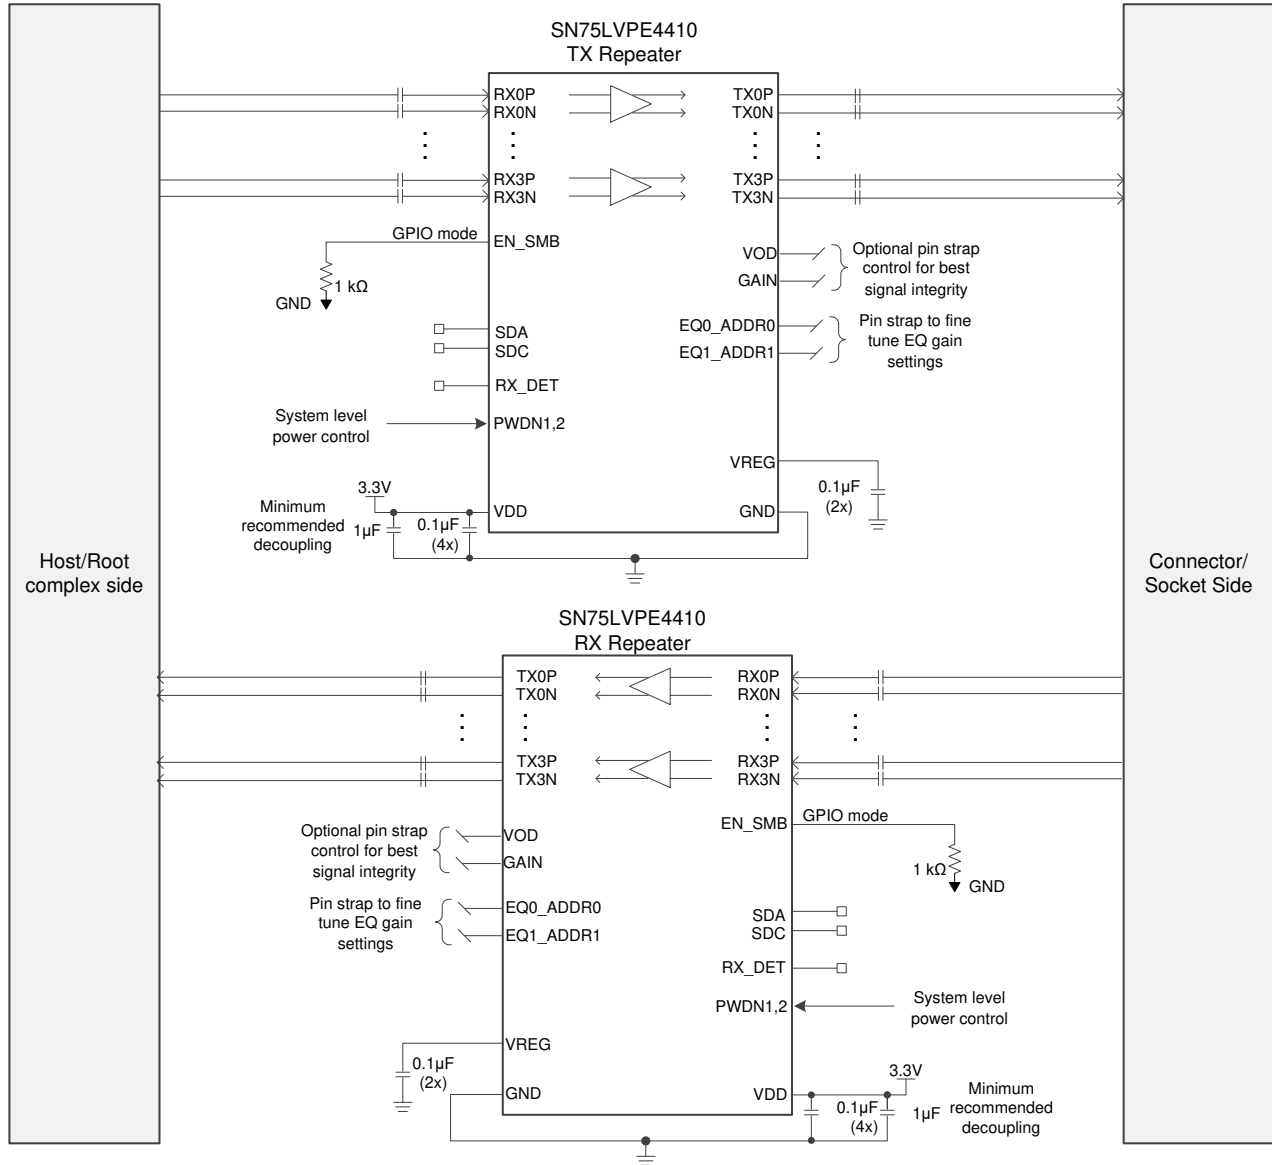 SN75LVPE4410
TX Repeater
RX0P
RX0N
TX0P
TX0N
RX3P
RX3N
TX3P
TX3N
GPIO mode
EN_SMB
1 kΩ
GND
VOD
GAIN
Optional pin strap
control for best
signal integrity
SDA
SDC
EQ0_ADDR0
EQ1_ADDR1
Pin strap to fine
tune EQ gain
settings
RX_DET
System level
power control
PWDN1,2
VREG
0.1µF
(2x)
3.3V
Minimum
recommended
decoupling
1µF
0.1µF
(4x)
VDD
GND
Host/Root
complex side
Connector/
Socket Side
SN75LVPE4410
RX Repeater
TX0P
TX0N
RX0P
RX0N
TX3P
TX3N
RX3P
RX3N
EN_SMB
GPIO mode
1 kΩ
GND
Optional pin strap
control for best
signal integrity
VOD
GAIN
Pin strap to fine
tune EQ gain
settings
EQ0_ADDR0
EQ1_ADDR1
SDA
SDC
RX_DET
PWDN1,2
System level
power control
VREG
0.1µF
(2x)
GND
VDD
3.3V
0.1µF
(4x)
1µF
Minimum
recommended
decoupling